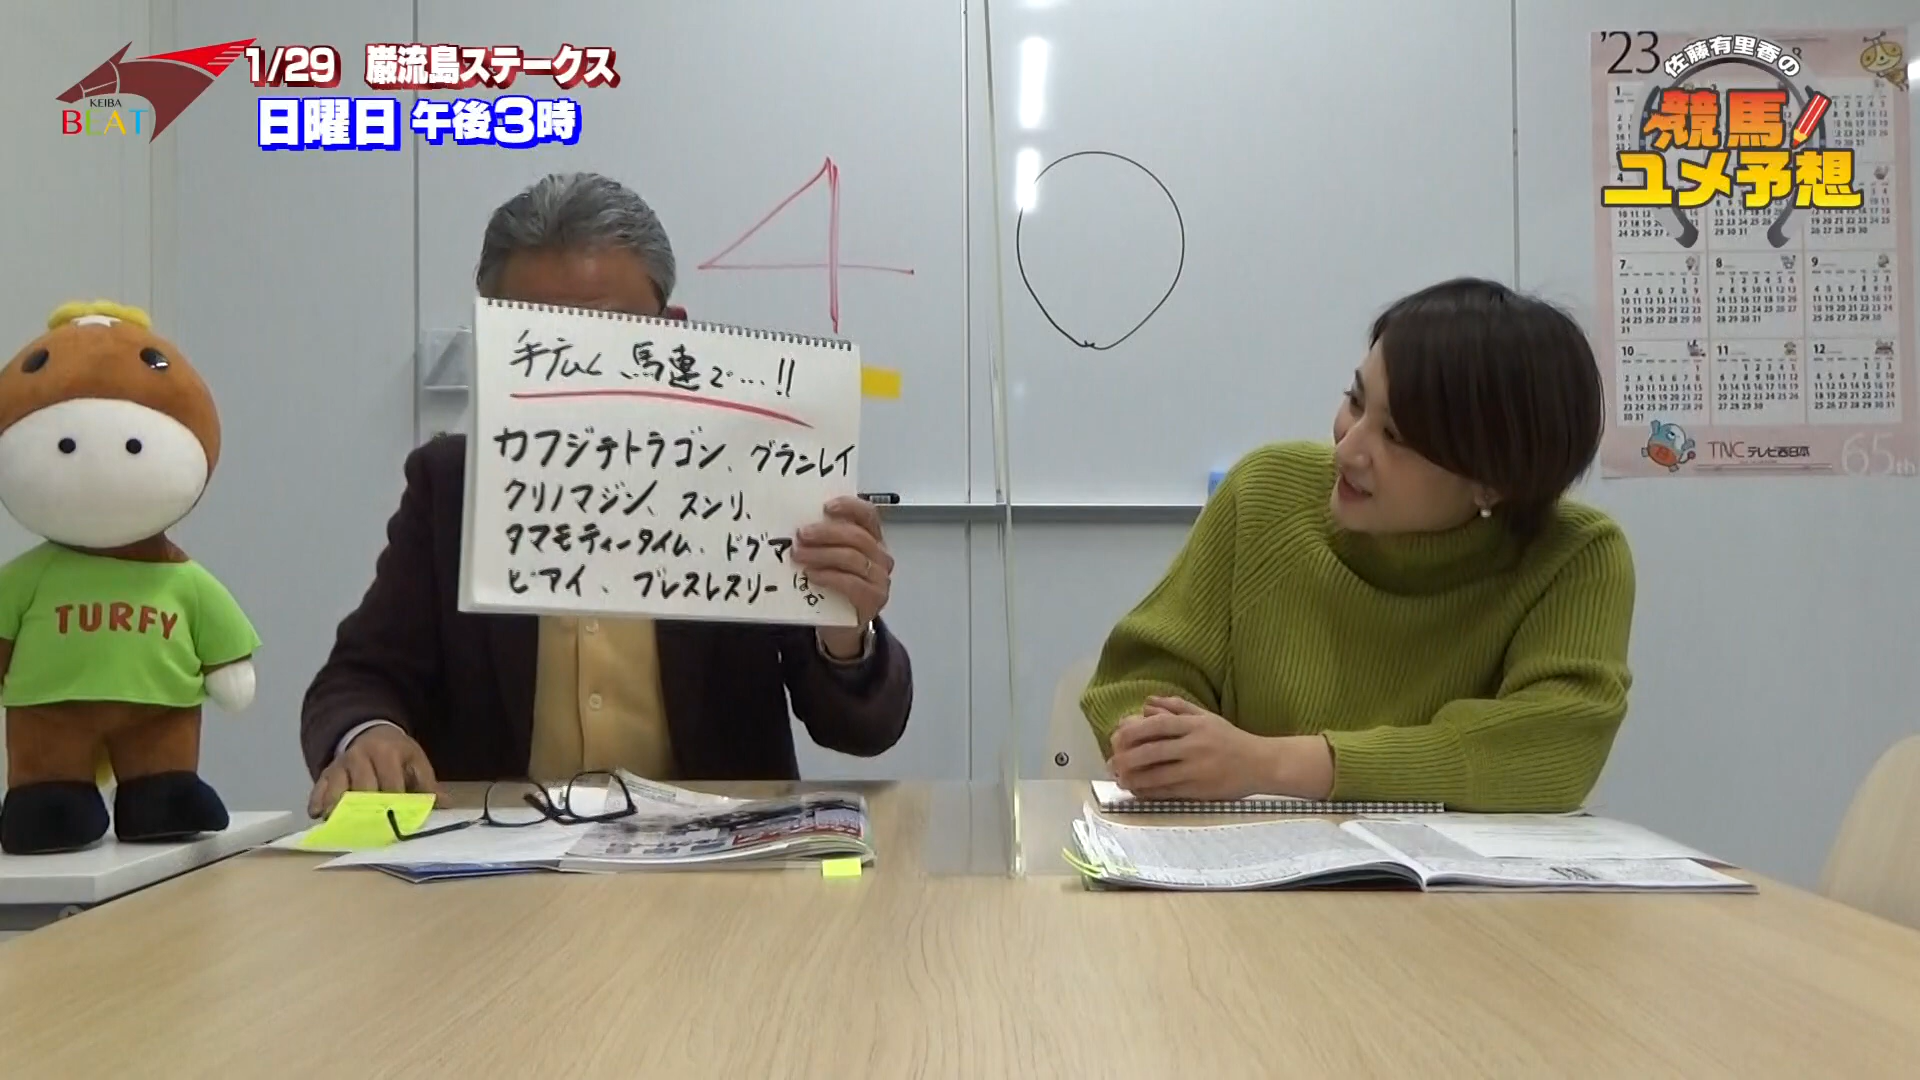 1/29 巌流島ステークス
日曜日 午後3時
KEIBA
BEAT
佐藤有里香の
競馬
ユメ予想
'23
4
手広く、馬連で…!!
カフジテトラゴン、グランレイ
クリノマジン、スンリ、
タマモティータイム、ドグマ
ビアイ、ブレスレスリー ほか
TURFY
TNC テレビ西日本
65th